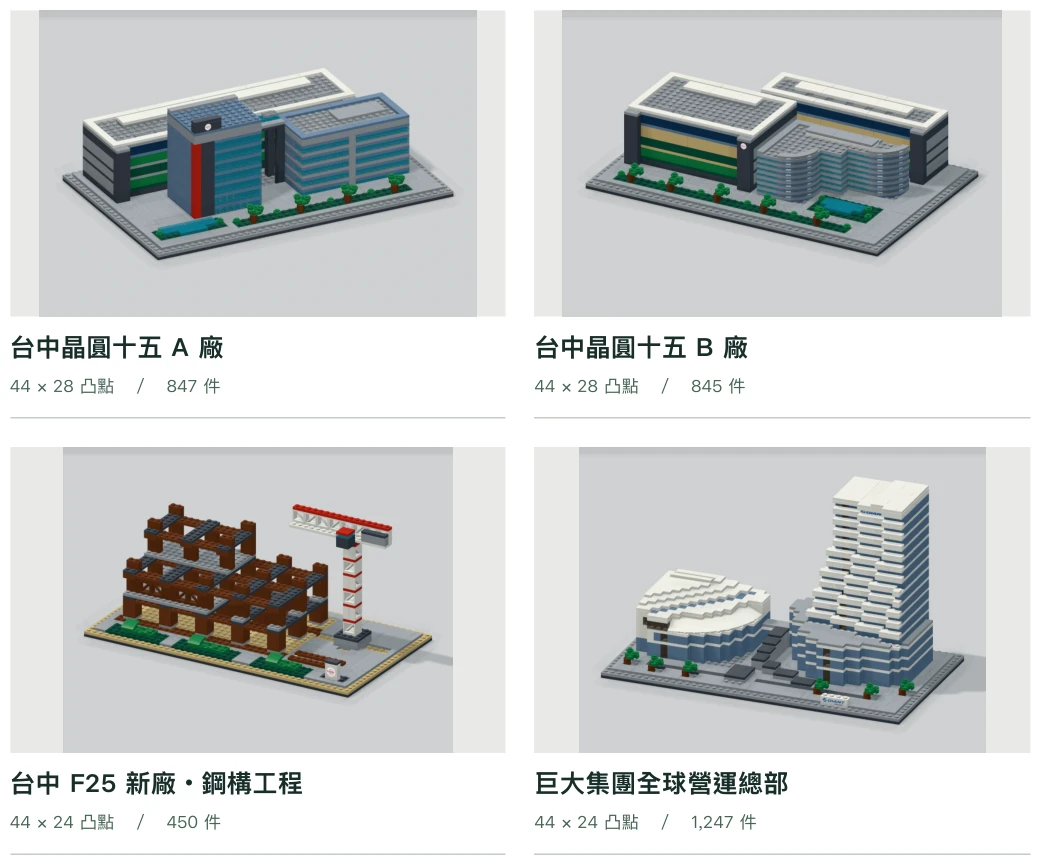 台中晶圓十五 A 廠
44 × 28 凸點 / 847 件
台中晶圓十五 B 廠
44 × 28 凸點 / 845 件
台中 F25 新廠・鋼構工程
44 × 24 凸點 / 450 件
巨大集團全球營運總部
44 × 24 凸點 / 1,247 件